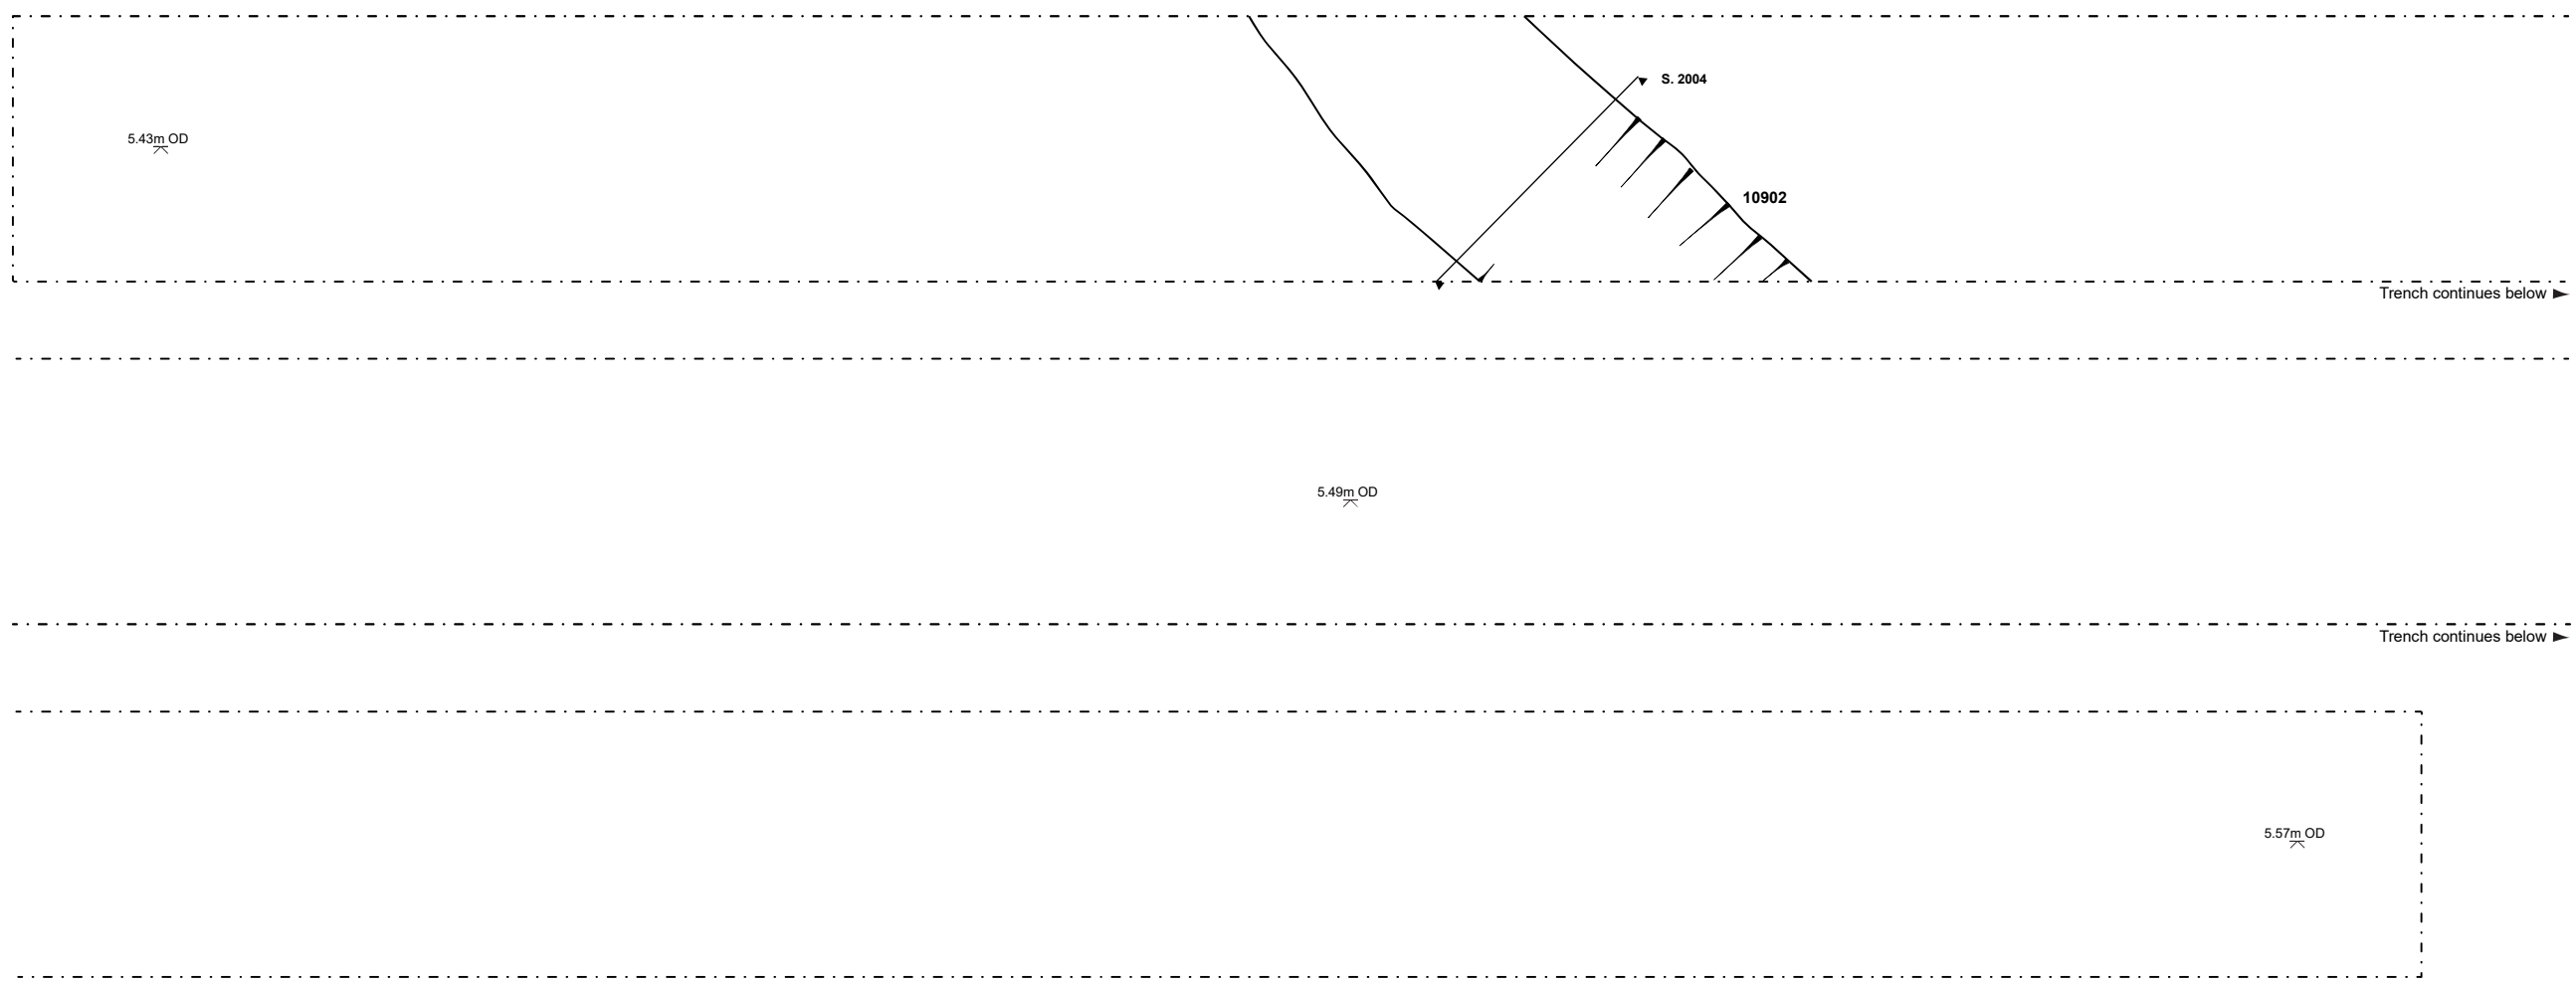 S. 2004
5.43m OD
10902
Trench continues below
5.49m OD
Trench continues below
5.57m OD